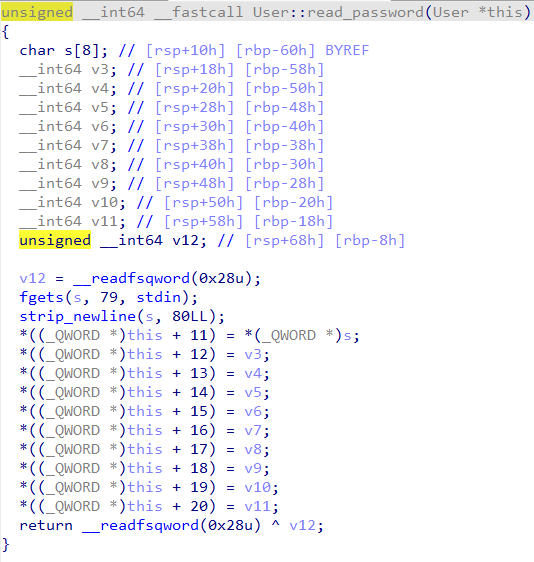 unsigned __int64 __fastcall User::read_password(User *this)
{
  char s[8]; // [rsp+10h] [rbp-60h] BYREF
  __int64 v3; // [rsp+18h] [rbp-58h]
  __int64 v4; // [rsp+20h] [rbp-50h]
  __int64 v5; // [rsp+28h] [rbp-48h]
  __int64 v6; // [rsp+30h] [rbp-40h]
  __int64 v7; // [rsp+38h] [rbp-38h]
  __int64 v8; // [rsp+40h] [rbp-30h]
  __int64 v9; // [rsp+48h] [rbp-28h]
  __int64 v10; // [rsp+50h] [rbp-20h]
  __int64 v11; // [rsp+58h] [rbp-18h]
  unsigned __int64 v12; // [rsp+68h] [rbp-8h]

  v12 = __readfsqword(0x28u);
  fgets(s, 79, stdin);
  strip_newline(s, 80LL);
  *((_QWORD *)this + 11) = *(_QWORD *)s;
  *((_QWORD *)this + 12) = v3;
  *((_QWORD *)this + 13) = v4;
  *((_QWORD *)this + 14) = v5;
  *((_QWORD *)this + 15) = v6;
  *((_QWORD *)this + 16) = v7;
  *((_QWORD *)this + 17) = v8;
  *((_QWORD *)this + 18) = v9;
  *((_QWORD *)this + 19) = v10;
  *((_QWORD *)this + 20) = v11;
  return __readfsqword(0x28u) ^ v12;
}